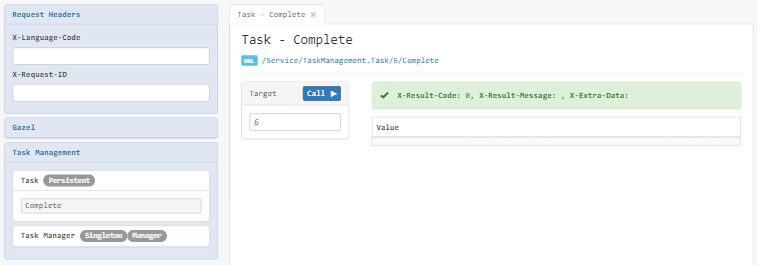 Request Headers
X-Language-Code
X-Request-ID
Gazel
Task Management
Task Persistent
Complete
Task Manager Singleton Manager
Task - Complete ×
Task - Complete
URL /Service/TaskManagement.Task/6/Complete
Target Call
6
X-Result-Code: 0, X-Result-Message: , X-Extra-Data:
Value